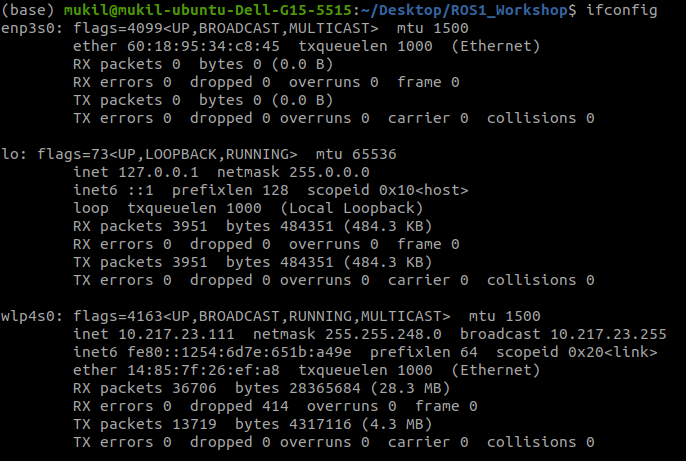 (base) mukil@mukil-ubuntu-Dell-G15-5515:~/Desktop/ROS1_Workshop$ ifconfig
enp3s0: flags=4099<UP,BROADCAST,MULTICAST>  mtu 1500
        ether 60:18:95:34:c8:45  txqueuelen 1000  (Ethernet)
        RX packets 0  bytes 0 (0.0 B)
        RX errors 0  dropped 0  overruns 0  frame 0
        TX packets 0  bytes 0 (0.0 B)
        TX errors 0  dropped 0 overruns 0  carrier 0  collisions 0

lo: flags=73<UP,LOOPBACK,RUNNING>  mtu 65536
        inet 127.0.0.1  netmask 255.0.0.0
        inet6 ::1  prefixlen 128  scopeid 0x10<host>
        loop  txqueuelen 1000  (Local Loopback)
        RX packets 3951  bytes 484351 (484.3 KB)
        RX errors 0  dropped 0  overruns 0  frame 0
        TX packets 3951  bytes 484351 (484.3 KB)
        TX errors 0  dropped 0 overruns 0  carrier 0  collisions 0

wlp4s0: flags=4163<UP,BROADCAST,RUNNING,MULTICAST>  mtu 1500
        inet 10.217.23.111  netmask 255.255.248.0  broadcast 10.217.23.255
        inet6 fe80::1254:6d7e:651b:a49e  prefixlen 64  scopeid 0x20<link>
        ether 14:85:7f:26:ef:a8  txqueuelen 1000  (Ethernet)
        RX packets 36706  bytes 28365684 (28.3 MB)
        RX errors 0  dropped 414  overruns 0  frame 0
        TX packets 13719  bytes 4317116 (4.3 MB)
        TX errors 0  dropped 0 overruns 0  carrier 0  collisions 0